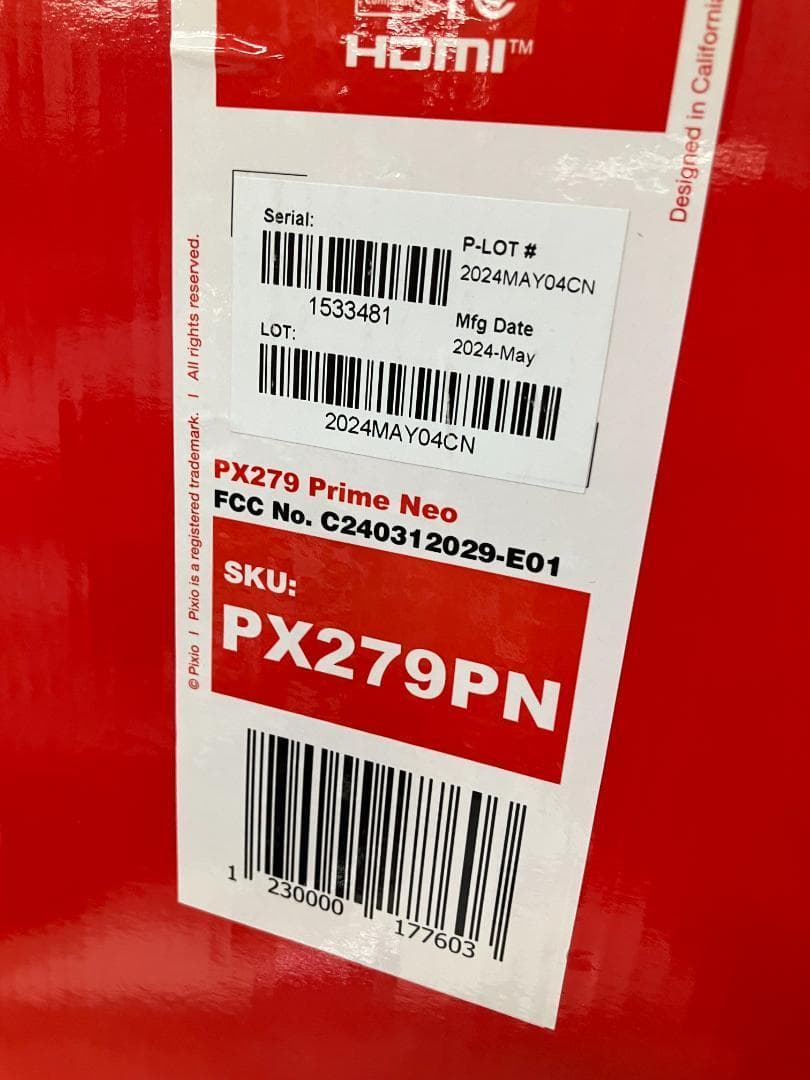 HDMI™
Designed in California
Serial:
1533481
P-LOT #
2024MAY04CN
Mfg Date
2024-May
LOT:
2024MAY04CN
© Pixio I Pixio is a registered trademark. I All rights reserved.
PX279 Prime Neo
FCC No. C240312029-E01
SKU:
PX279PN
1 230000 177603